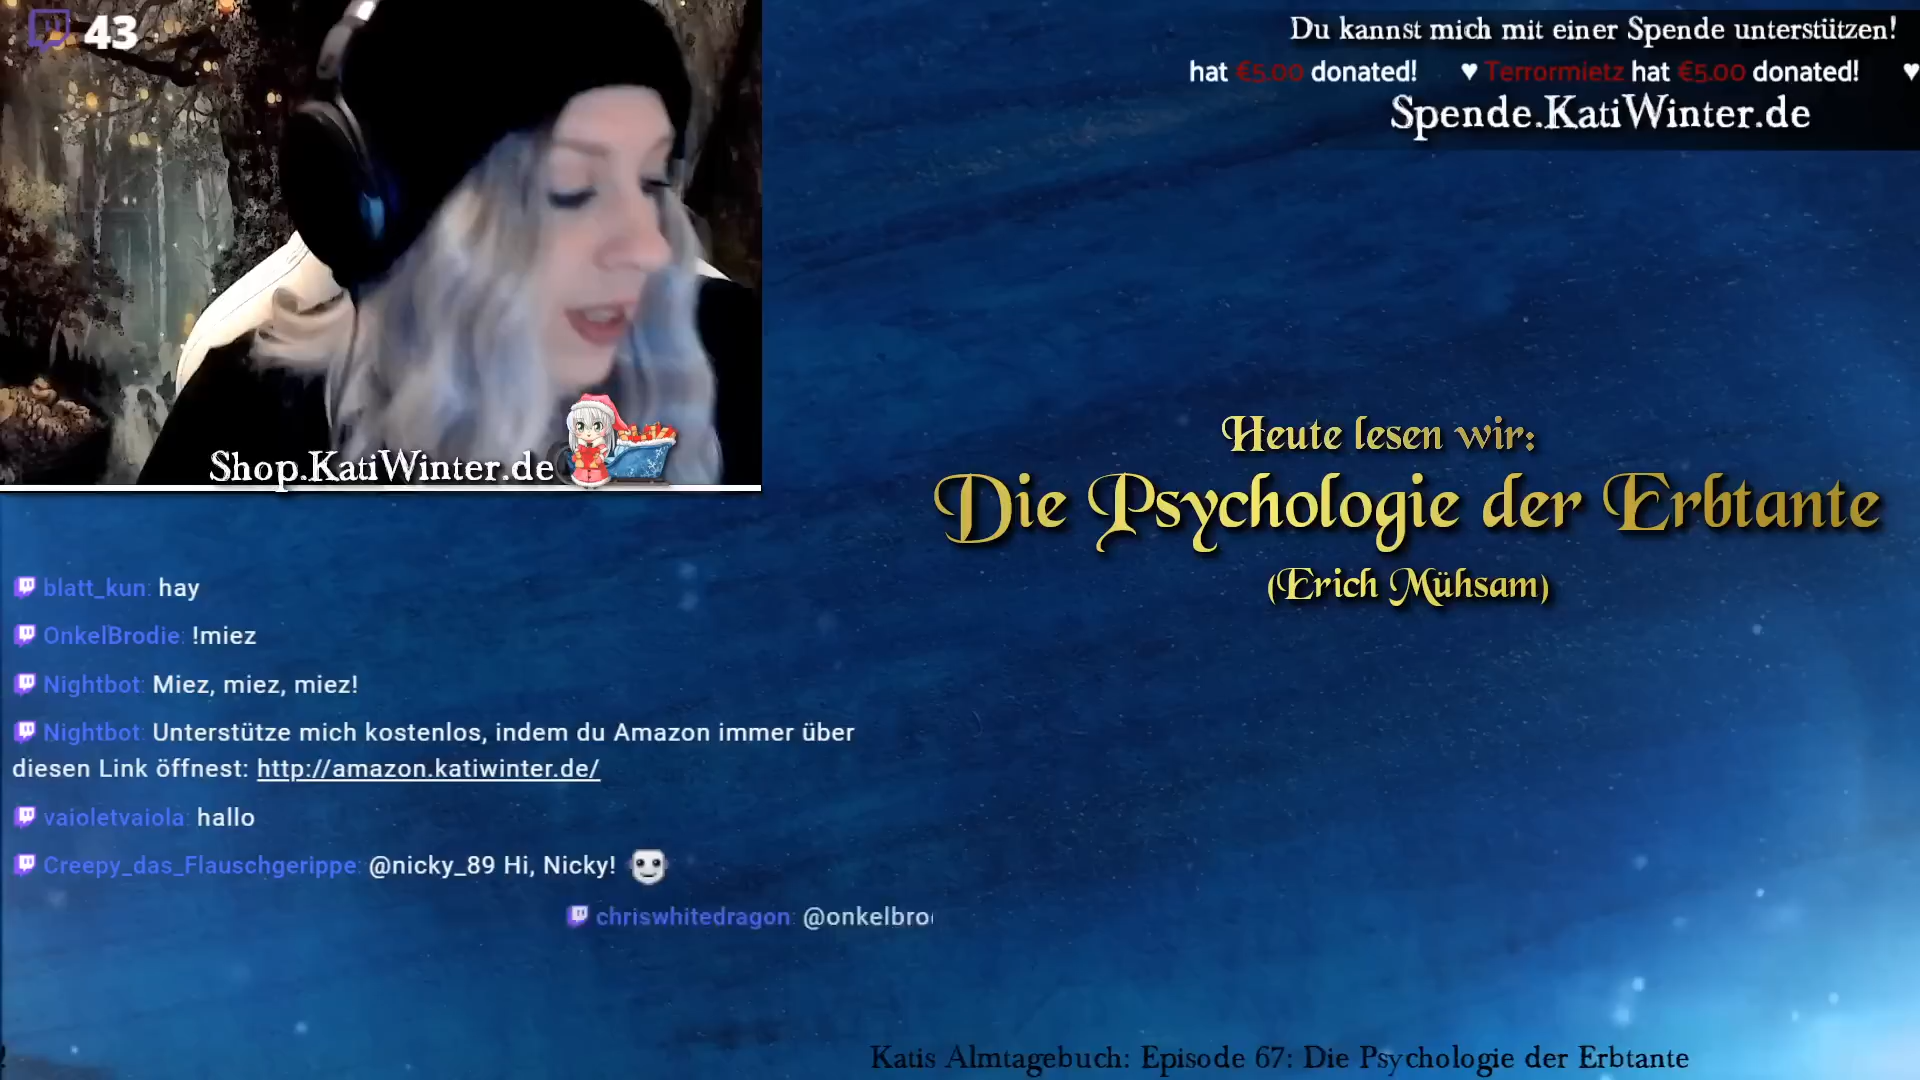 43
Du kannst mich mit einer Spende unterstützen!
hat €5.00 donated! ♥ Terrormietz hat €5.00 donated! ♥
Spende.KatiWinter.de
Shop.KatiWinter.de
Heute lesen wir:
Die Psychologie der Erbtante
(Erich Mühsam)
blatt_kun: hay
OnkelBrodie: !miez
Nightbot: Miez, miez, miez!
Nightbot: Unterstütze mich kostenlos, indem du Amazon immer über
diesen Link öffnest: http://amazon.katiwinter.de/
vaioletvaiola: hallo
Creepy_das_Flauschgerippe: @nicky_89 Hi, Nicky!
chriswhitedragon: @onkelbro
Katis Almtagebuch: Episode 67: Die Psychologie der Erbtante